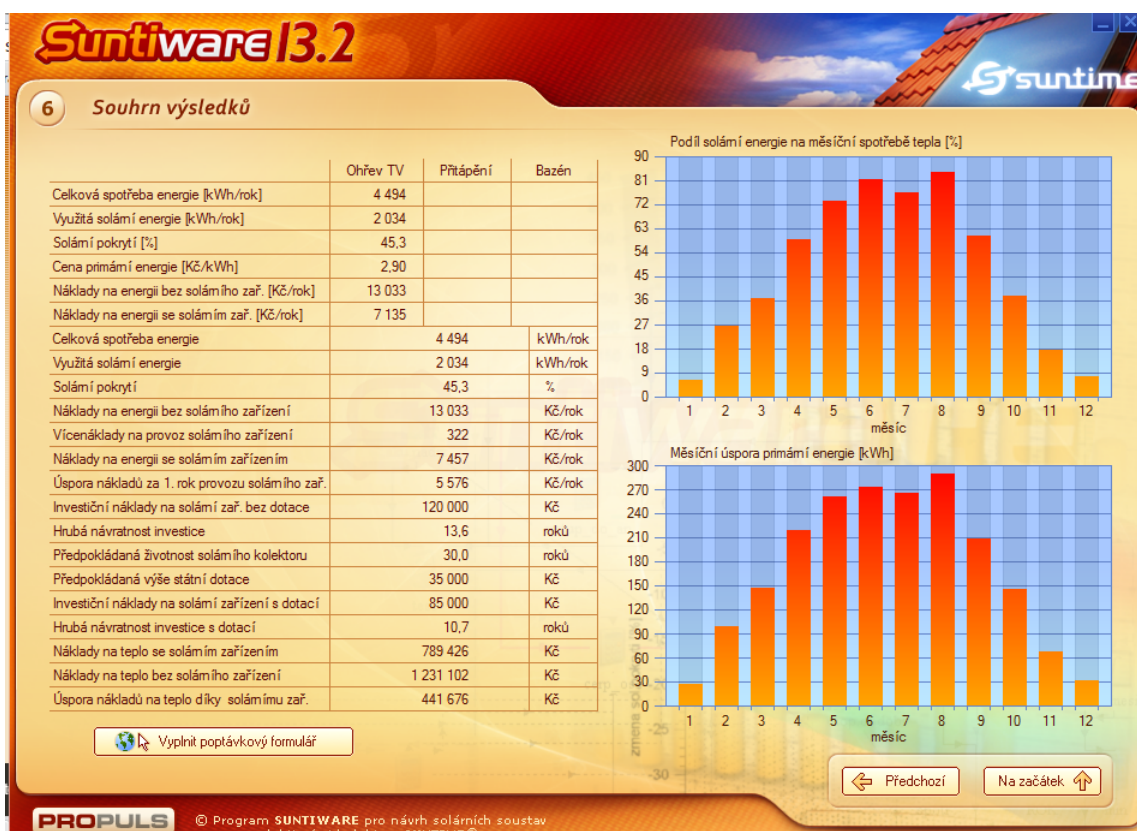 Suntiware 13.2
suntime
6 Souhrn výsledků
Ohřev TV Přitápění Bazén
Celková spotřeba energie [kWh/rok] 4 494
Využitá solární energie [kWh/rok] 2 034
Solární pokrytí [%] 45,3
Cena primární energie [Kč/kWh] 2,90
Náklady na energii bez solárního zař. [Kč/rok] 13 033
Náklady na energii se solárním zař. [Kč/rok] 7 135
Celková spotřeba energie 4 494 kWh/rok
Využitá solární energie 2 034 kWh/rok
Solární pokrytí 45,3 %
Náklady na energii bez solárního zařízení 13 033 Kč/rok
Vícenáklady na provoz solárního zařízení 322 Kč/rok
Náklady na energii se solárním zařízením 7 457 Kč/rok
Úspora nákladů za 1. rok provozu solárního zař. 5 576 Kč/rok
Investiční náklady na solární zař. bez dotace 120 000 Kč
Hrubá návratnost investice 13,6 roků
Předpokládaná životnost solárního kolektoru 30,0 roků
Předpokládaná výše státní dotace 35 000 Kč
Investiční náklady na solární zařízení s dotací 85 000 Kč
Hrubá návratnost investice s dotací 10,7 roků
Náklady na teplo se solárním zařízením 789 426 Kč
Náklady na teplo bez solárního zařízení 1 231 102 Kč
Úspora nákladů na teplo díky solárnímu zař. 441 676 Kč
Vyplnit poptávkový formulář
Podíl solární energie na měsíční spotřebě tepla [%]
90
81
72
63
54
45
36
27
18
9
0
1 2 3 4 5 6 7 8 9 10 11 12
měsíc
Měsíční úspora primární energie [kWh]
300
270
240
210
180
150
120
90
60
30
0
1 2 3 4 5 6 7 8 9 10 11 12
měsíc
-25
-30
Předchozí
Na začátek
PROPULS
© Program SUNTIWARE pro návrh solárních soustav